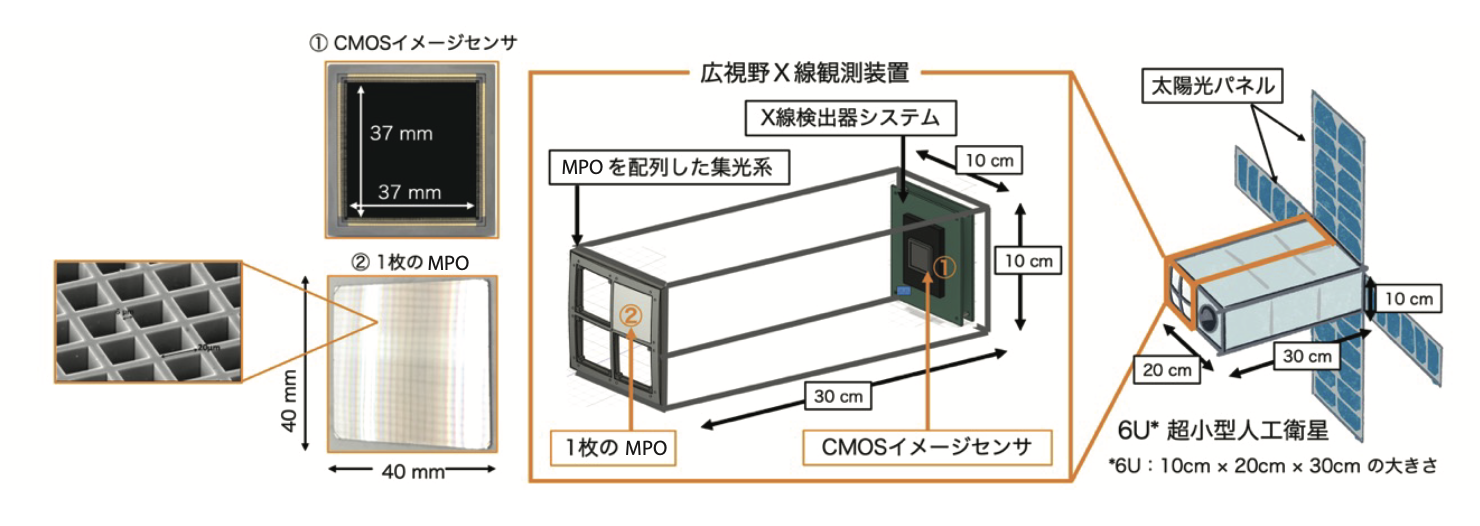 ① CMOSイメージセンサ
37 mm
37 mm
② 1枚の MPO
6 μm
20μm
40 mm
40 mm
広視野X線観測装置
X線検出器システム
MPO を配列した集光系
10 cm
10 cm
①
②
30 cm
1枚の MPO
CMOSイメージセンサ
太陽光パネル
10 cm
20 cm
30 cm
6U* 超小型人工衛星
*6U：10cm × 20cm × 30cm の大きさ